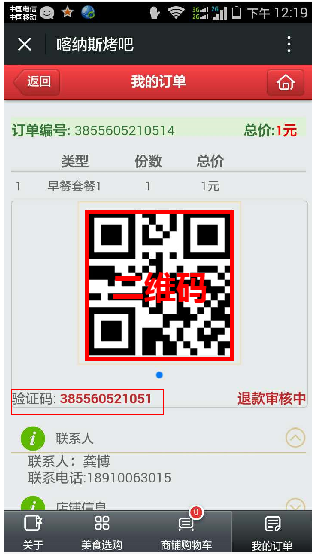 中国电信
中国移动 3G 2G 下午 12:19
喀纳斯烤吧
返回 我的订单
订单编号: 3855605210514 总价:1元
类型 份数 总价
1 早餐套餐1 1 1元
二维码
验证码: 385560521051 退款审核中
联系人
联系人：龚博
联系电话:18910063015
店铺信息
0
关于 美食选购 商铺购物车 我的订单